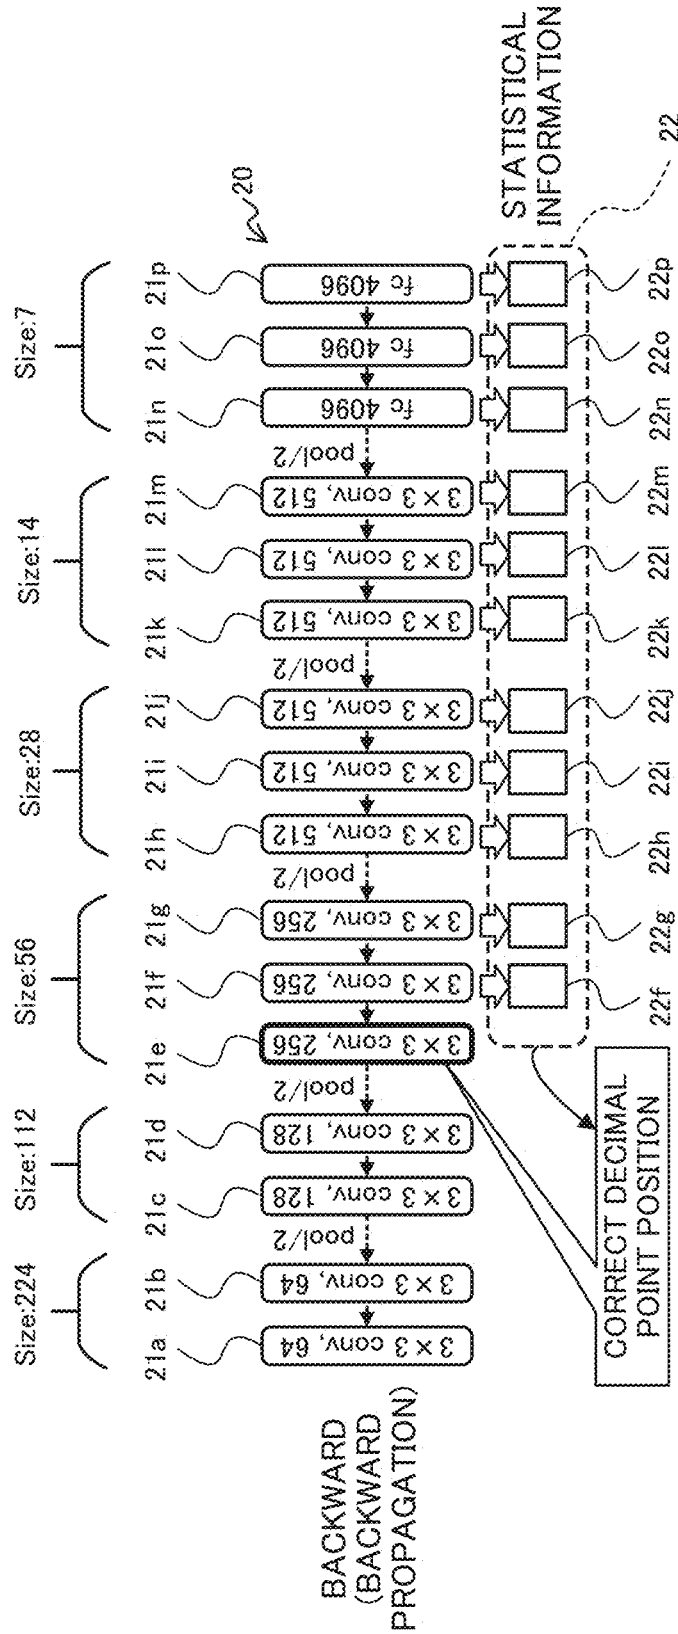 Size:224
Size:112
Size:56
Size:28
Size:14
Size:7
21a
21b
21c
21d
21e
21f
21g
21h
21i
21j
21k
21l
21m
21n
21o
21p
20
BACKWARD
(BACKWARD
PROPAGATION)
3×3 conv, 64
3×3 conv, 64
pool/2
3×3 conv, 128
3×3 conv, 128
pool/2
3×3 conv, 256
3×3 conv, 256
3×3 conv, 256
pool/2
3×3 conv, 512
3×3 conv, 512
3×3 conv, 512
pool/2
3×3 conv, 512
3×3 conv, 512
3×3 conv, 512
pool/2
fc 4096
fc 4096
fc 4096
STATISTICAL
INFORMATION
CORRECT DECIMAL
POINT POSITION
22f
22g
22h
22i
22j
22k
22l
22m
22n
22o
22p
22